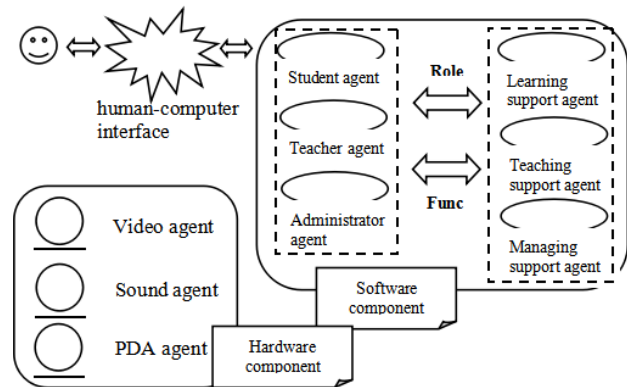 human-computer
interface
Student agent
Teacher agent
Administrator
agent
Role
Func
Learning
support agent
Teaching
support agent
Managing
support agent
Software
component
Video agent
Sound agent
PDA agent
Hardware
component